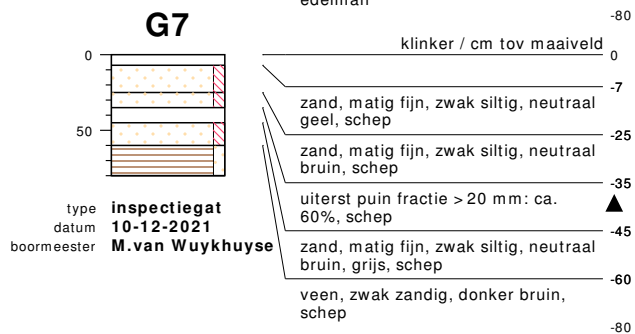 edelman
-80
G7
klinker / cm tov maaiveld
0
0
-7
zand, matig fijn, zwak siltig, neutraal
geel, schep
-25
zand, matig fijn, zwak siltig, neutraal
bruin, schep
-35
50
uiterst puin fractie > 20 mm: ca.
60%, schep
-45
zand, matig fijn, zwak siltig, neutraal
bruin, grijs, schep
-60
veen, zwak zandig, donker bruin,
schep
-80
type inspectiegat
datum 10-12-2021
boormeester M.van Wuykhuyse